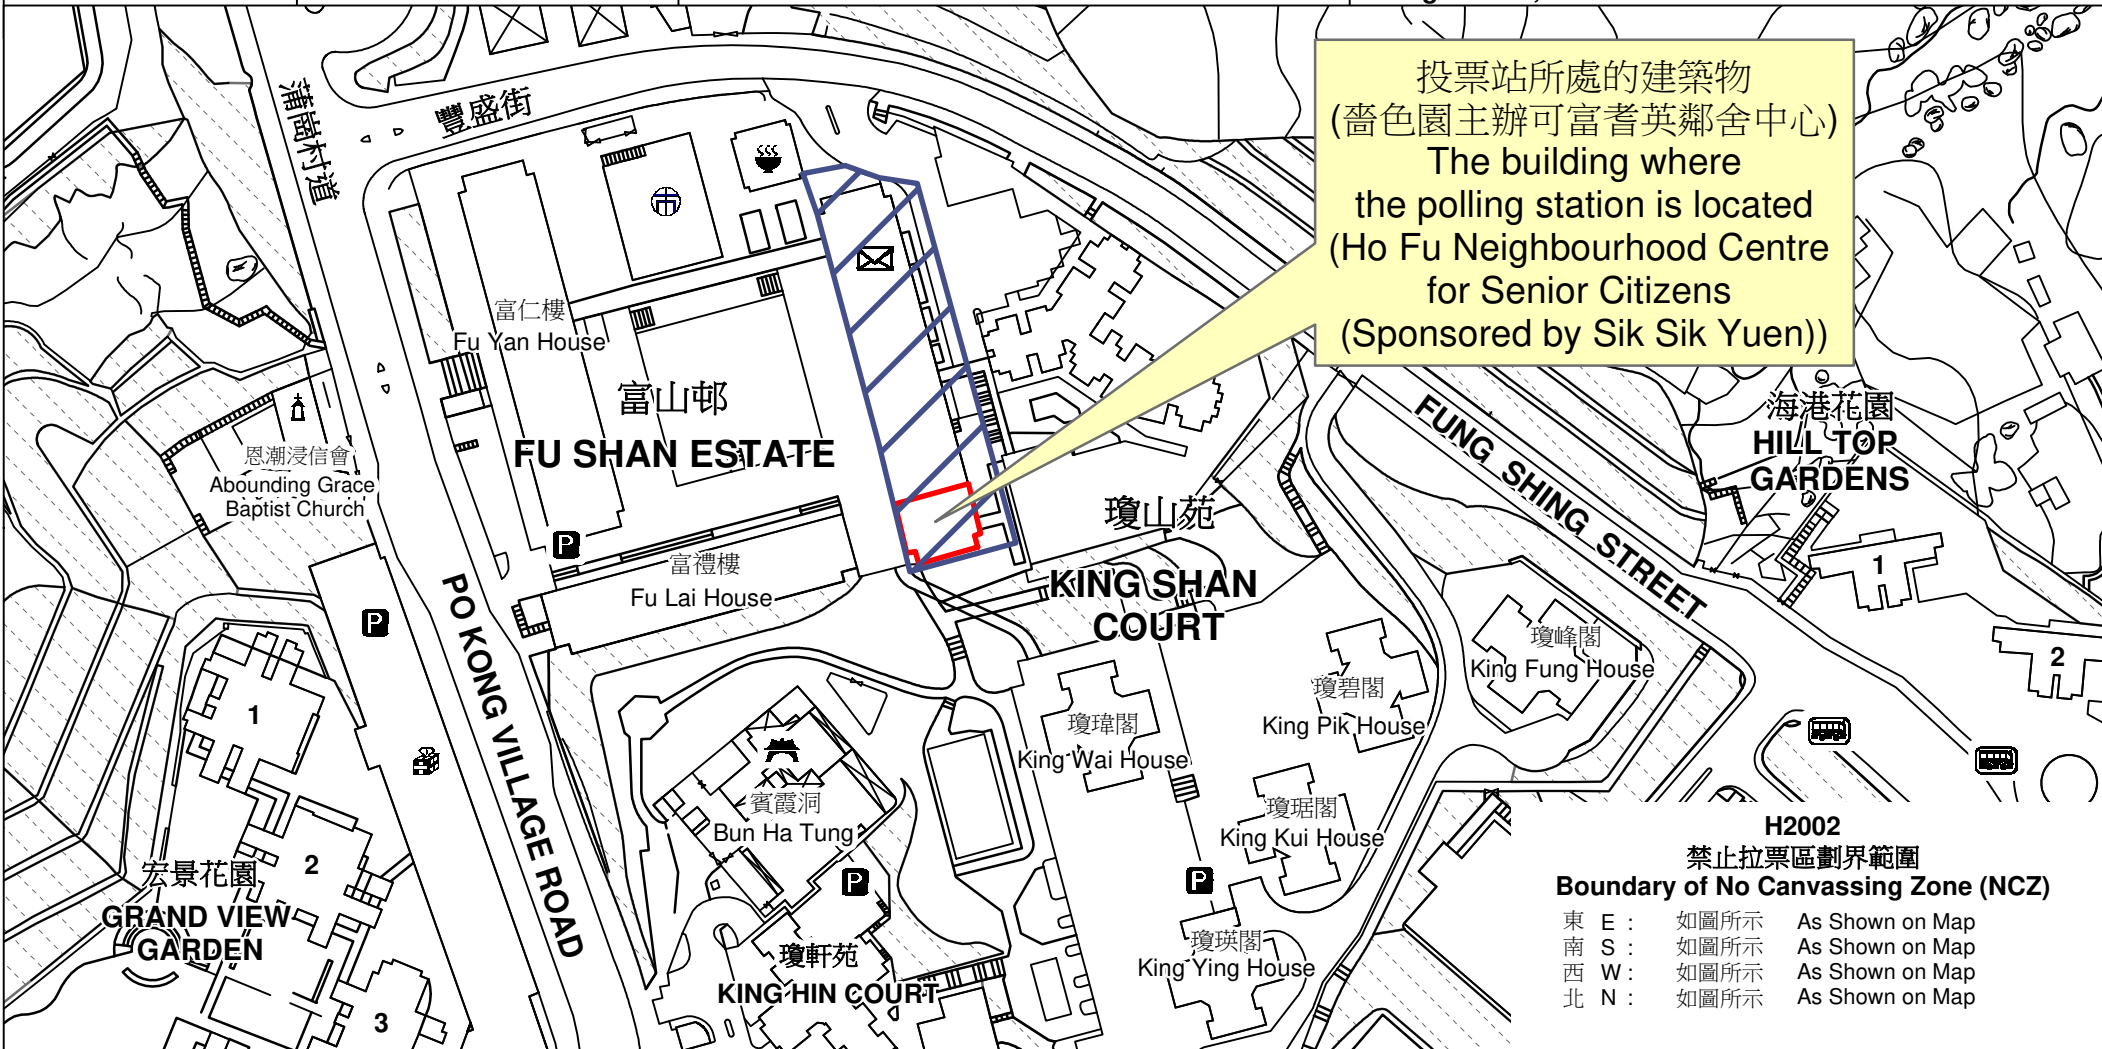 投票站所處的建築物
(嗇色園主辦可富耆英鄰舍中心)
The building where
the polling station is located
(Ho Fu Neighbourhood Centre
for Senior Citizens
(Sponsored by Sik Sik Yuen))
蒲崗村道
豐盛街
富仁樓
Fu Yan House
富山邨
FU SHAN ESTATE
恩潮浸信會
Abounding Grace
Baptist Church
P
富禮樓
Fu Lai House
P
PO KONG VILLAGE ROAD
瓊山苑
KING SHAN
COURT
FUNG SHING STREET
海港花園
HILL TOP
GARDENS
1
2
瓊峰閣
King Fung House
瓊碧閣
King Pik House
瓊瑋閣
King Wai House
瓊琚閣
King Kui House
P
瓊瑛閣
King Ying House
賓霞洞
Bun Ha Tung
P
瓊軒苑
KING HIN COURT
1
2
宏景花園
GRAND VIEW
GARDEN
3
H2002
禁止拉票區劃界範圍
Boundary of No Canvassing Zone (NCZ)
東 E : 如圖所示 As Shown on Map
南 S : 如圖所示 As Shown on Map
西 W : 如圖所示 As Shown on Map
北 N : 如圖所示 As Shown on Map